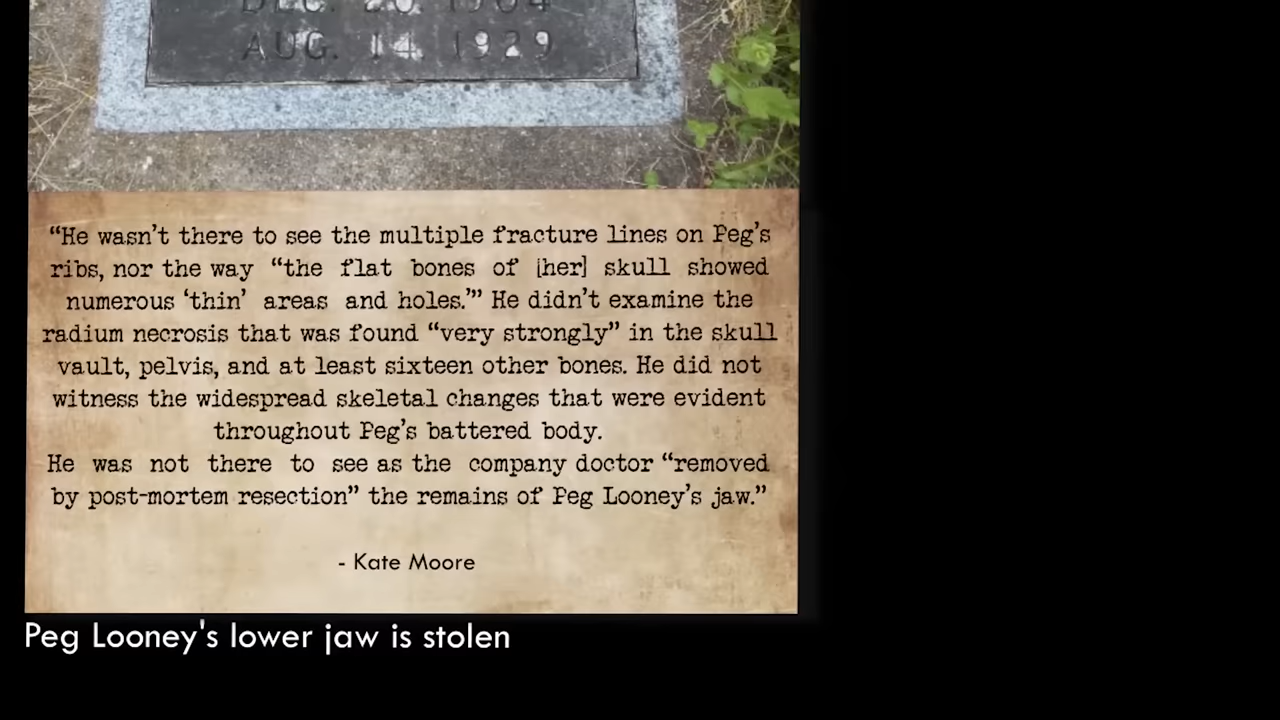 DEC. 20 1904
AUG. 14 1929
“He wasn’t there to see the multiple fracture lines on Peg’s
ribs, nor the way “the flat bones of [her] skull showed
numerous ‘thin’ areas and holes.’” He didn’t examine the
radium necrosis that was found “very strongly” in the skull
vault, pelvis, and at least sixteen other bones. He did not
witness the widespread skeletal changes that were evident
throughout Peg’s battered body.
He was not there to see as the company doctor “removed
by post-mortem resection” the remains of Peg Looney’s jaw.”
- Kate Moore
Peg Looney's lower jaw is stolen